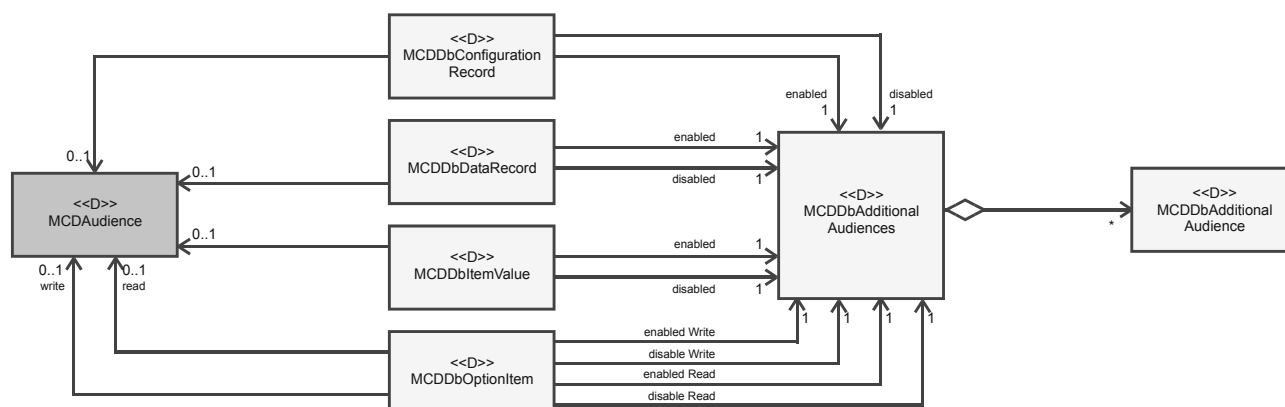 <<D>>
MCDDbConfiguration
Record
enabled
1
disabled
1
<<D>>
MCDDbDataRecord
enabled
1
disabled
1
0..1
0..1
<<D>>
MCDAudience
<<D>>
MCDDbAdditional
Audiences
*
<<D>>
MCDDbAdditional
Audience
0..1
<<D>>
MCDDbItemValue
enabled
1
disabled
1
0..1
write
0..1
read
<<D>>
MCDDbOptionItem
enabled Write
1
disable Write
1
enabled Read
1
disable Read
1